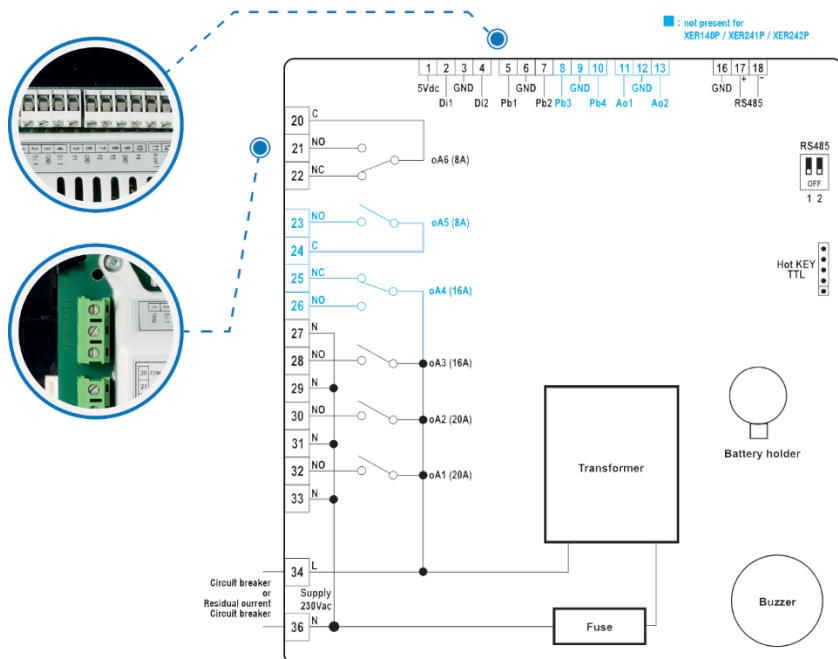 : not present for
XER140P / XER241P / XER242P
1 2 3 4 5 6 7 8 9 10 11 12 13 16 17 18
5Vdc GND GND GND GND GND +  -
Di1 Di2 Pb1 Pb2 Pb3 Pb4 Ao1 Ao2 RS485
20 C
21 NO
oA6 (8A)
22 NC
RS485
OFF
1 2
23 NO
oA5 (8A)
24 C
25 NC
oA4 (16A)
26 NO
Hot KEY
TTL
27 N
28 NO
oA3 (16A)
29 N
30 NO
oA2 (20A)
31 N
32 NO
oA1 (20A)
33 N
Transformer
Battery holder
34 L
Circuit breaker
or
Residual ourrent
Circuit breaker
Supply
230Vac
36 N
Fuse
Buzzer
20 COM
21